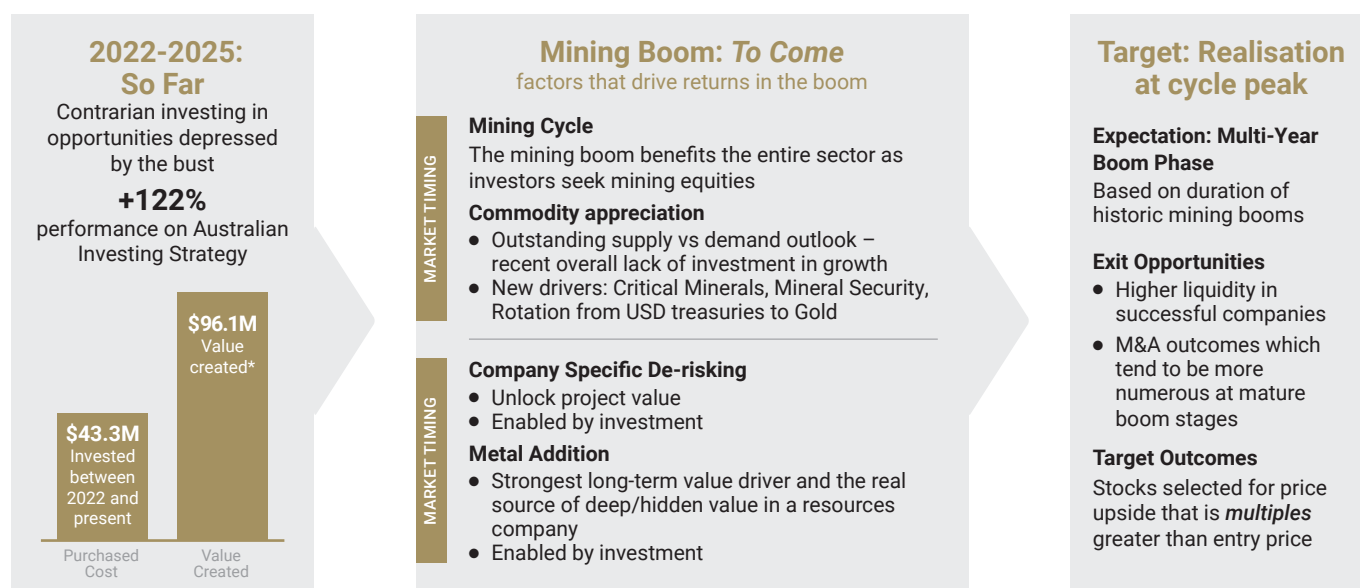 2022-2025:
So Far
Contrarian investing in
opportunities depressed
by the bust
+122%
performance on Australian
Investing Strategy
$96.1M
Value
created*
$43.3M
Invested
between
2022 and
present
Purchased
Cost
Value
Created
Mining Boom: To Come
factors that drive returns in the boom
MARKET TIMING
Mining Cycle
The mining boom benefits the entire sector as
investors seek mining equities
Commodity appreciation
● Outstanding supply vs demand outlook –
recent overall lack of investment in growth
● New drivers: Critical Minerals, Mineral Security,
Rotation from USD treasuries to Gold
MARKET TIMING
Company Specific De-risking
● Unlock project value
● Enabled by investment
Metal Addition
● Strongest long-term value driver and the real
source of deep/hidden value in a resources
company
● Enabled by investment
Target: Realisation
at cycle peak
Expectation: Multi-Year
Boom Phase
Based on duration of
historic mining booms
Exit Opportunities
● Higher liquidity in
successful companies
● M&A outcomes which
tend to be more
numerous at mature
boom stages
Target Outcomes
Stocks selected for price
upside that is multiples
greater than entry price